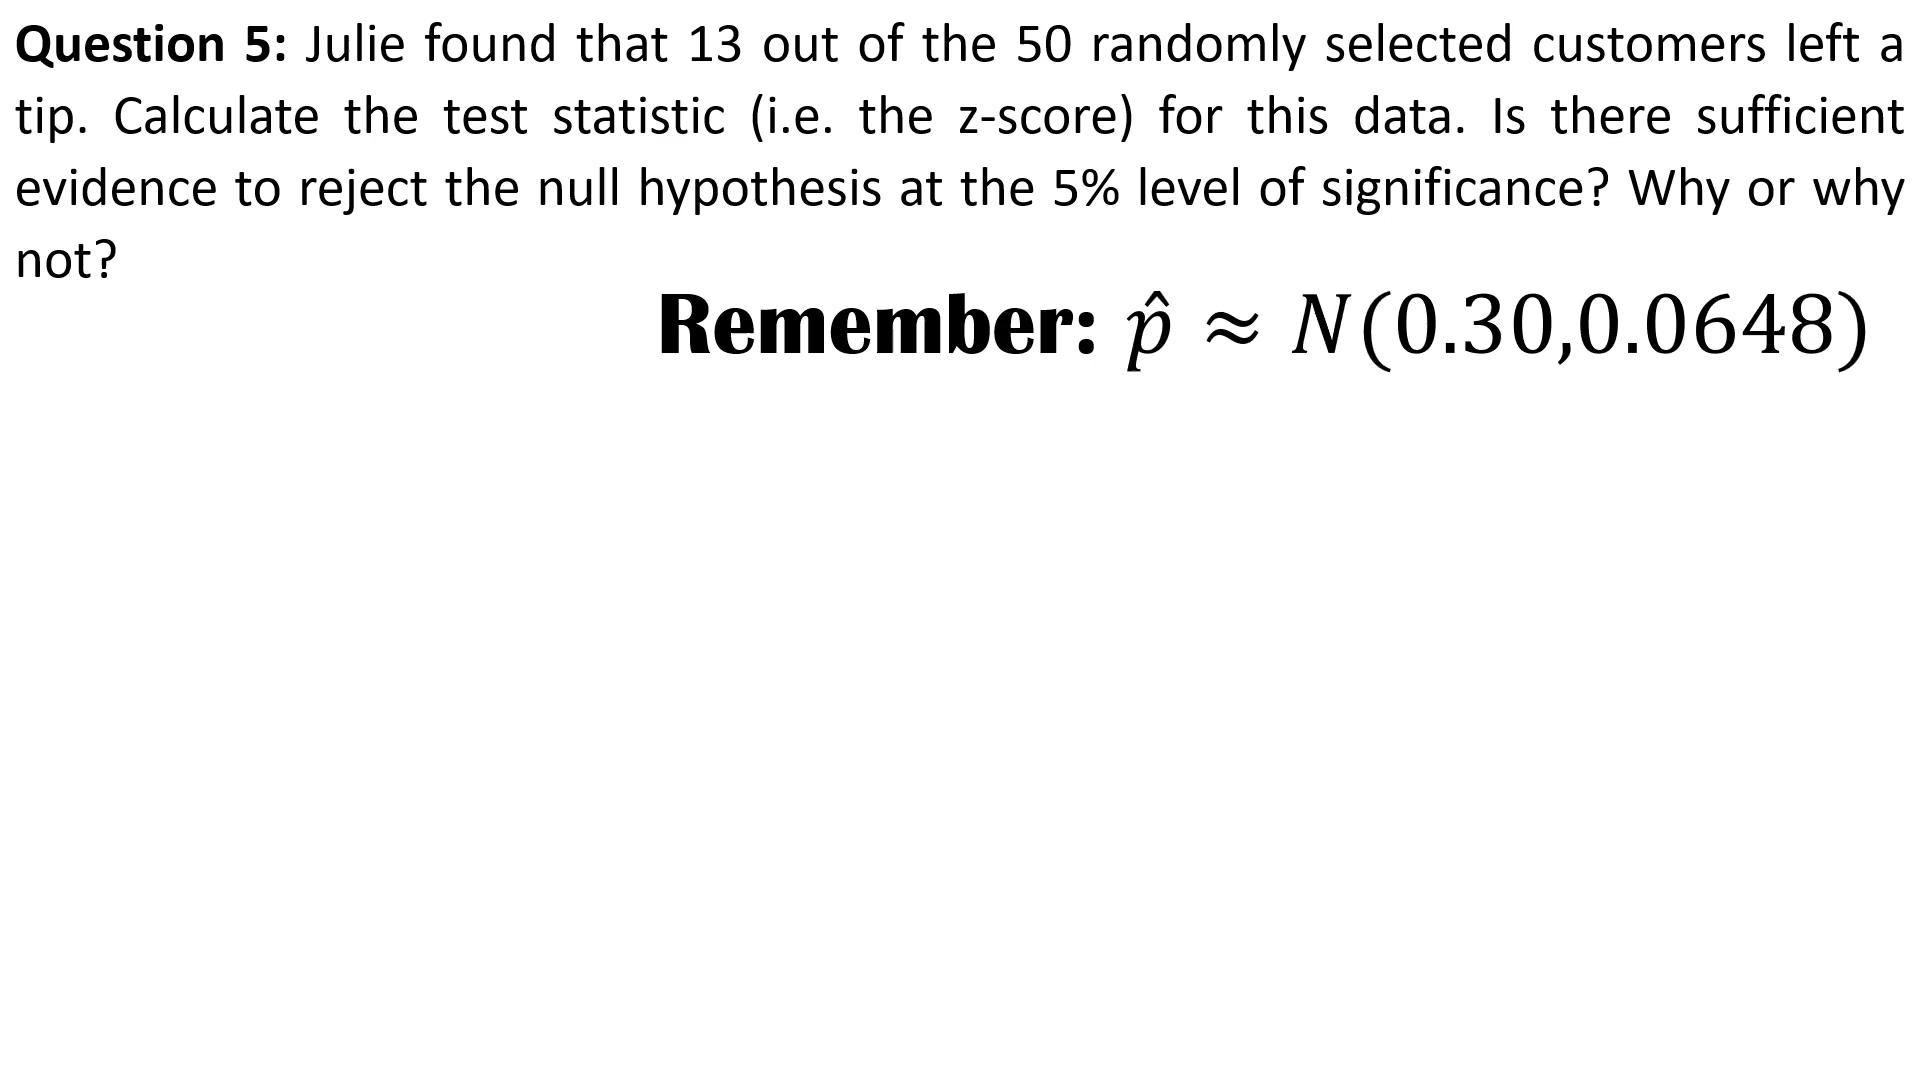 Question 5: Julie found that 13 out of the 50 randomly selected customers left a
tip. Calculate the test statistic (i.e. the z-score) for this data. Is there sufficient
evidence to reject the null hypothesis at the 5% level of significance? Why or why
not?
Remember: p̂ ≈ N(0.30,0.0648)